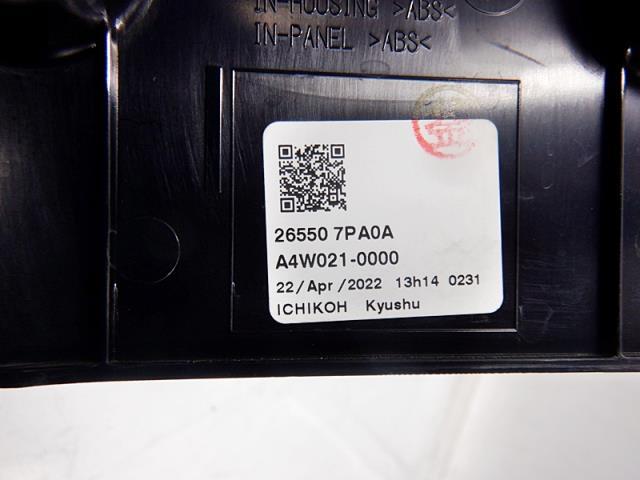 IN-HOUSING >ABS<
IN-PANEL >ABS<
26550 7PA0A
A4W021-0000
22/Apr/2022 13h14 0231
ICHIKOH Kyushu